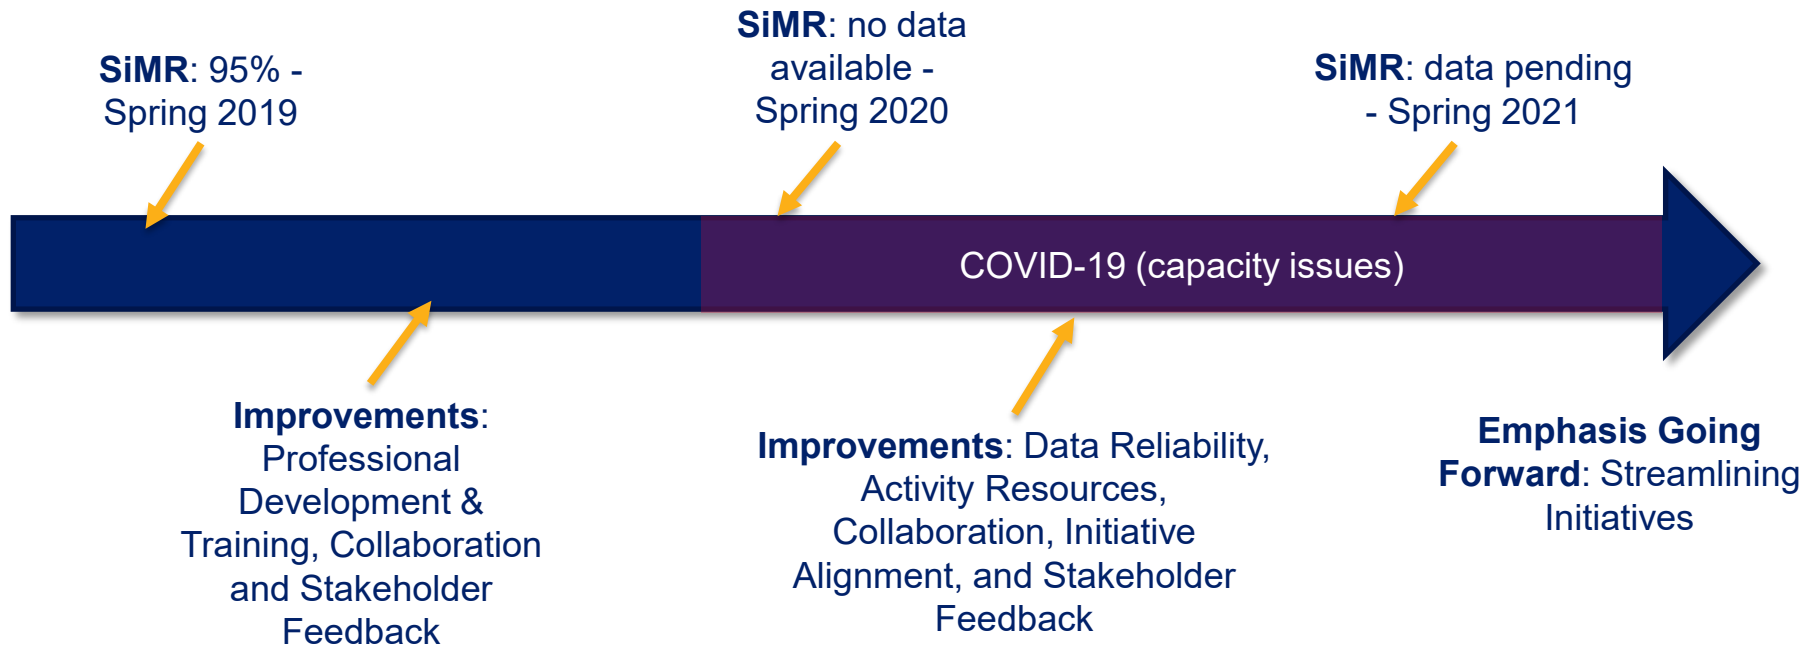 SiMR: 95% -
Spring 2019
SiMR: no data
available -
Spring 2020
SiMR: data pending
- Spring 2021
COVID-19 (capacity issues)
Improvements:
Professional
Development &
Training, Collaboration
and Stakeholder
Feedback
Improvements: Data Reliability,
Activity Resources,
Collaboration, Initiative
Alignment, and Stakeholder
Feedback
Emphasis Going
Forward: Streamlining
Initiatives